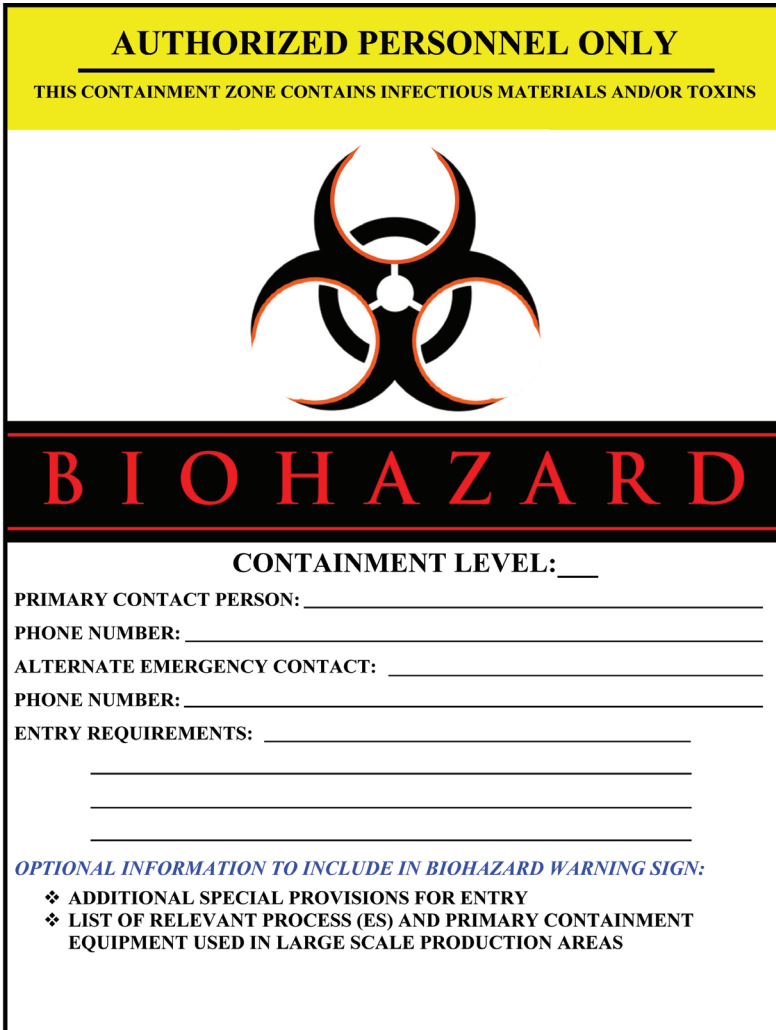 AUTHORIZED PERSONNEL ONLY
THIS CONTAINMENT ZONE CONTAINS INFECTIOUS MATERIALS AND/OR TOXINS
BIOHAZARD
CONTAINMENT LEVEL:___
PRIMARY CONTACT PERSON:
PHONE NUMBER:
ALTERNATE EMERGENCY CONTACT:
PHONE NUMBER:
ENTRY REQUIREMENTS:
OPTIONAL INFORMATION TO INCLUDE IN BIOHAZARD WARNING SIGN:
❖ ADDITIONAL SPECIAL PROVISIONS FOR ENTRY
❖ LIST OF RELEVANT PROCESS (ES) AND PRIMARY CONTAINMENT
EQUIPMENT USED IN LARGE SCALE PRODUCTION AREAS